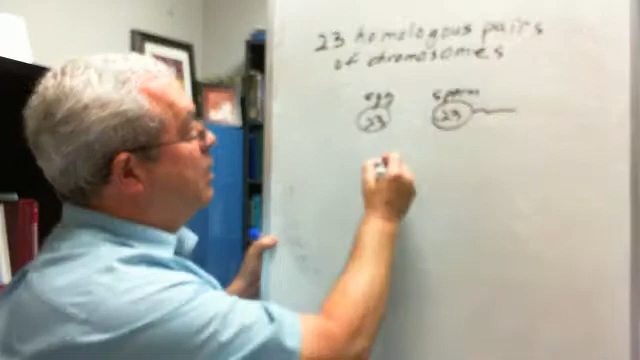 23 homologous pairs
of chromosomes
egg sperm
23 23